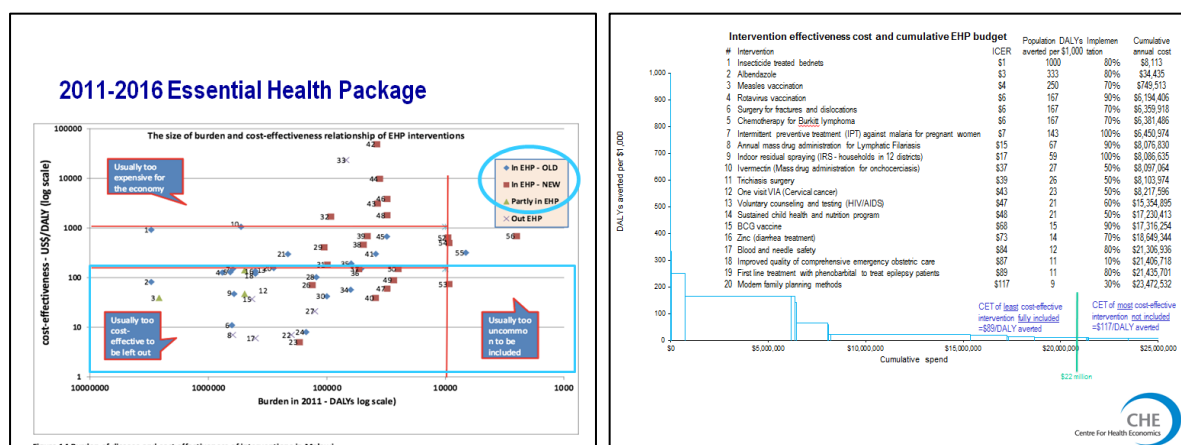 2011-2016 Essential Health Package
The size of burden and cost-effectiveness relationship of EHP interventions
cost-effectiveness - US$/DALY (log scale)
100000
10000
1000
100
10
1
Usually too expensive for the economy
Usually too cost-effective to be left out
Usually too uncommon to be included
In EHP - OLD
In EHP - NEW
Partly in EHP
Out EHP
10000000 1000000 100000 10000 1000
Burden in 2011 - DALYs log scale)
Intervention effectiveness cost and cumulative EHP budget
# Intervention ICER Population DALYs averted per $1,000 Implemen tation Cumulative annual cost
1 Insecticide treated bednets $1 1000 80% $8,113
2 Albendazole $3 333 80% $34,435
3 Measles vaccination $4 250 70% $749,513
4 Rotavirus vaccination $6 167 90% $6,194,406
6 Surgery for fractures and dislocations $6 167 70% $6,359,918
5 Chemotherapy for Burkitt lymphoma $6 167 70% $6,381,486
7 Intermittent preventive treatment (IPT) against malaria for pregnant women $7 143 100% $6,450,974
8 Annual mass drug administration for Lymphatic Filariasis $15 67 90% $8,076,830
9 Indoor residual spraying (IRS - households in 12 districts) $17 59 100% $8,086,635
10 Ivermectin (Mass drug administration for onchocerciasis) $37 27 50% $8,097,064
11 Trichiasis surgery $39 26 50% $8,103,974
12 One visit VIA (Cervical cancer) $43 23 50% $8,217,596
13 Voluntary counseling and testing (HIV/AIDS) $47 21 60% $15,354,895
14 Sustained child health and nutrition program $48 21 50% $17,230,413
15 BCG vaccine $68 15 90% $17,316,254
16 Zinc (diarrhea treatment) $73 14 70% $18,649,344
17 Blood and needle safety $84 12 80% $21,306,936
18 Improved quality of comprehensive emergency obstetric care $87 11 10% $21,406,718
19 First line treatment with phenobarbital to treat epilepsy patients $89 11 80% $21,435,701
20 Modern family planning methods $117 9 30% $23,472,532
DALYs averted per $1,000
1,000
900
800
700
600
500
400
300
200
100
0
CET of least cost-effective intervention fully included =$89/DALY averted
CET of most cost-effective intervention not included =$117/DALY averted
$0 $5,000,000 $10,000,000 $15,000,000 $20,000,000 $25,000,000
Cumulative spend
$22 million
CHE
Centre For Health Economics